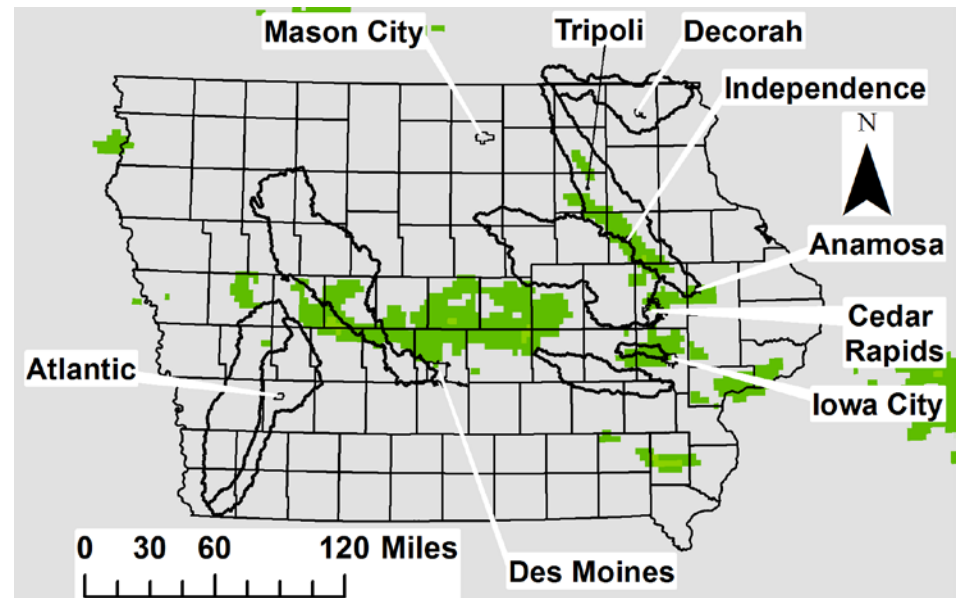 Mason City
Tripoli
Decorah
Independence
N
Anamosa
Cedar
Rapids
Atlantic
Iowa City
0 30 60 120 Miles
Des Moines